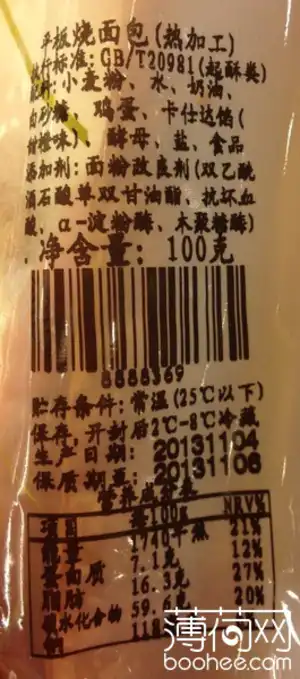 平板烧面包(热加工)
执行标准:GB/T20981(起酥类)
配料:小麦粉、水、奶油、
白砂糖、鸡蛋、卡仕达馅(
甜橙味)、酵母、盐、食品
添加剂:面粉改良剂(双乙酰
酒石酸单双甘油酯、抗坏血
酸、α-淀粉酶、木聚糖酶)
净含量: 100克
8888369
贮存条件:常温(25℃以下)
保存,开封后2℃-8℃冷藏
生产日期: 20131104
保质期至: 20131106
营养成分表
项目 每100g NRV%
能量 1740千焦 21%
蛋白质 7.1克 12%
脂肪 16.3克 27%
碳水化合物 59.6克 20%
钠
薄荷网
boohee.com